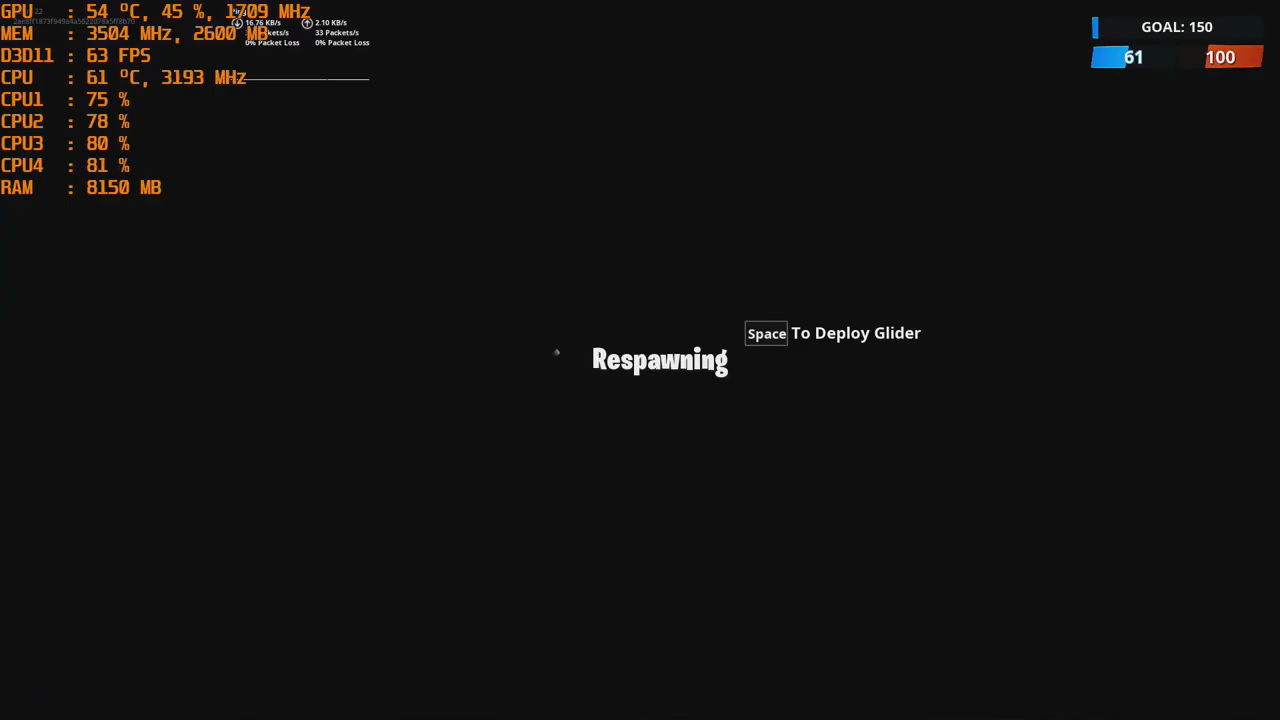 GPU : 54 ºC, 45 %, 1709 MHz
MEM : 3504 MHz, 2600 MB
D3D11 : 63 FPS
CPU : 61 ºC, 3193 MHz
CPU1 : 75 %
CPU2 : 78 %
CPU3 : 80 %
CPU4 : 81 %
RAM : 8150 MB
16.76 KB/s 2.10 KB/s
33 Packets/s
0% Packet Loss 0% Packet Loss
GOAL: 150
61 100
Space To Deploy Glider
Respawning